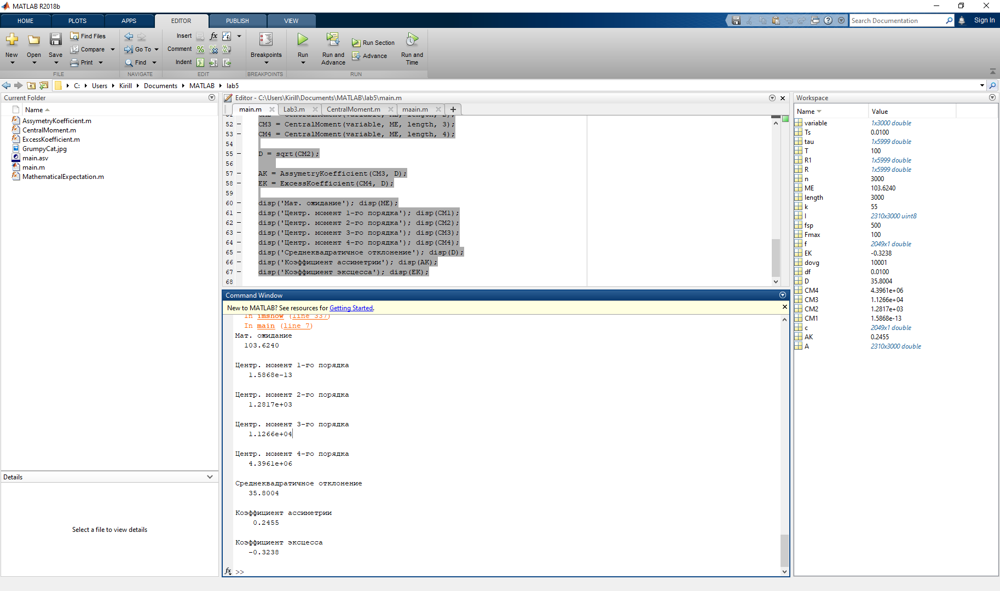 MATLAB R2018b
HOME PLOTS APPS EDITOR PUBLISH VIEW
Search Documentation
Sign In
New Open Save
Find Files
Compare
Print
FILE
Go To
Find
NAVIGATE
Insert fx
Comment
Indent
EDIT
Breakpoints
BREAKPOINTS
Run
Run and Advance
Run Section
Advance
Run and Time
RUN
C: Users Kirill Documents MATLAB lab5
Current Folder
Name
AssymetryKoefficient.m
CentralMoment.m
ExcessKoefficient.m
GrumpyCat.jpg
main.asv
main.m
MathematicalExpectation.m
Details
Select a file to view details
Editor - C:\Users\Kirill\Documents\MATLAB\lab5\main.m
main.m Lab3.m CentralMoment.m maain.m
51 CM2 = CentralMoment(variable, ME, length, 2);
52 CM3 = CentralMoment(variable, ME, length, 3);
53 CM4 = CentralMoment(variable, ME, length, 4);
54
55 D = sqrt(CM2);
56
57 AK = AssymetryKoefficient(CM3, D);
58 EK = ExcessKoefficient(CM4, D);
59
60 disp('Мат. ожидание'); disp(ME);
61 disp('Центр. момент 1-го порядка'); disp(CM1);
62 disp('Центр. момент 2-го порядка'); disp(CM2);
63 disp('Центр. момент 3-го порядка'); disp(CM3);
64 disp('Центр. момент 4-го порядка'); disp(CM4);
65 disp('Среднеквадратичное отклонение'); disp(D);
66 disp('Коэффициент ассиметрии'); disp(AK);
67 disp('Коэффициент эксцесса'); disp(EK);
68
Command Window
New to MATLAB? See resources for Getting Started.
In imshow (line 337)
In main (line 7)
Мат. ожидание
103.6240
Центр. момент 1-го порядка
1.5868e-13
Центр. момент 2-го порядка
1.2817e+03
Центр. момент 3-го порядка
1.1266e+04
Центр. момент 4-го порядка
4.3961e+06
Среднеквадратичное отклонение
35.8004
Коэффициент ассиметрии
0.2455
Коэффициент эксцесса
-0.3238
fx >>
Workspace
Name Value
variable 1x3000 double
Ts 0.0100
tau 1x5999 double
T 100
R1 1x5999 double
R 1x5999 double
n 3000
ME 103.6240
length 3000
k 55
I 2310x3000 uint8
fsp 500
Fmax 100
f 2049x1 double
EK -0.3238
dovg 10001
df 0.0100
D 35.8004
CM4 4.3961e+06
CM3 1.1266e+04
CM2 1.2817e+03
CM1 1.5868e-13
c 2049x1 double
AK 0.2455
A 2310x3000 double